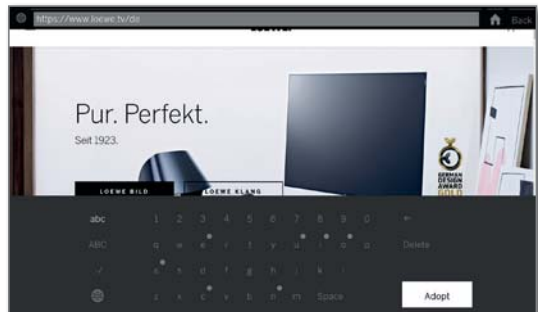 https://www.loewe.tv/de
Back
Pur. Perfekt.
Seit 1923.
LOEWE BILD
LOEWE KLANG
GERMAN
DESIGN
AWARD
GOLD
abc 1 2 3 4 5 6 7 8 9 0 ←
ABC q w e r t y u i o p Delete
s d f g h j k l
z x c v b n m Space
Adopt